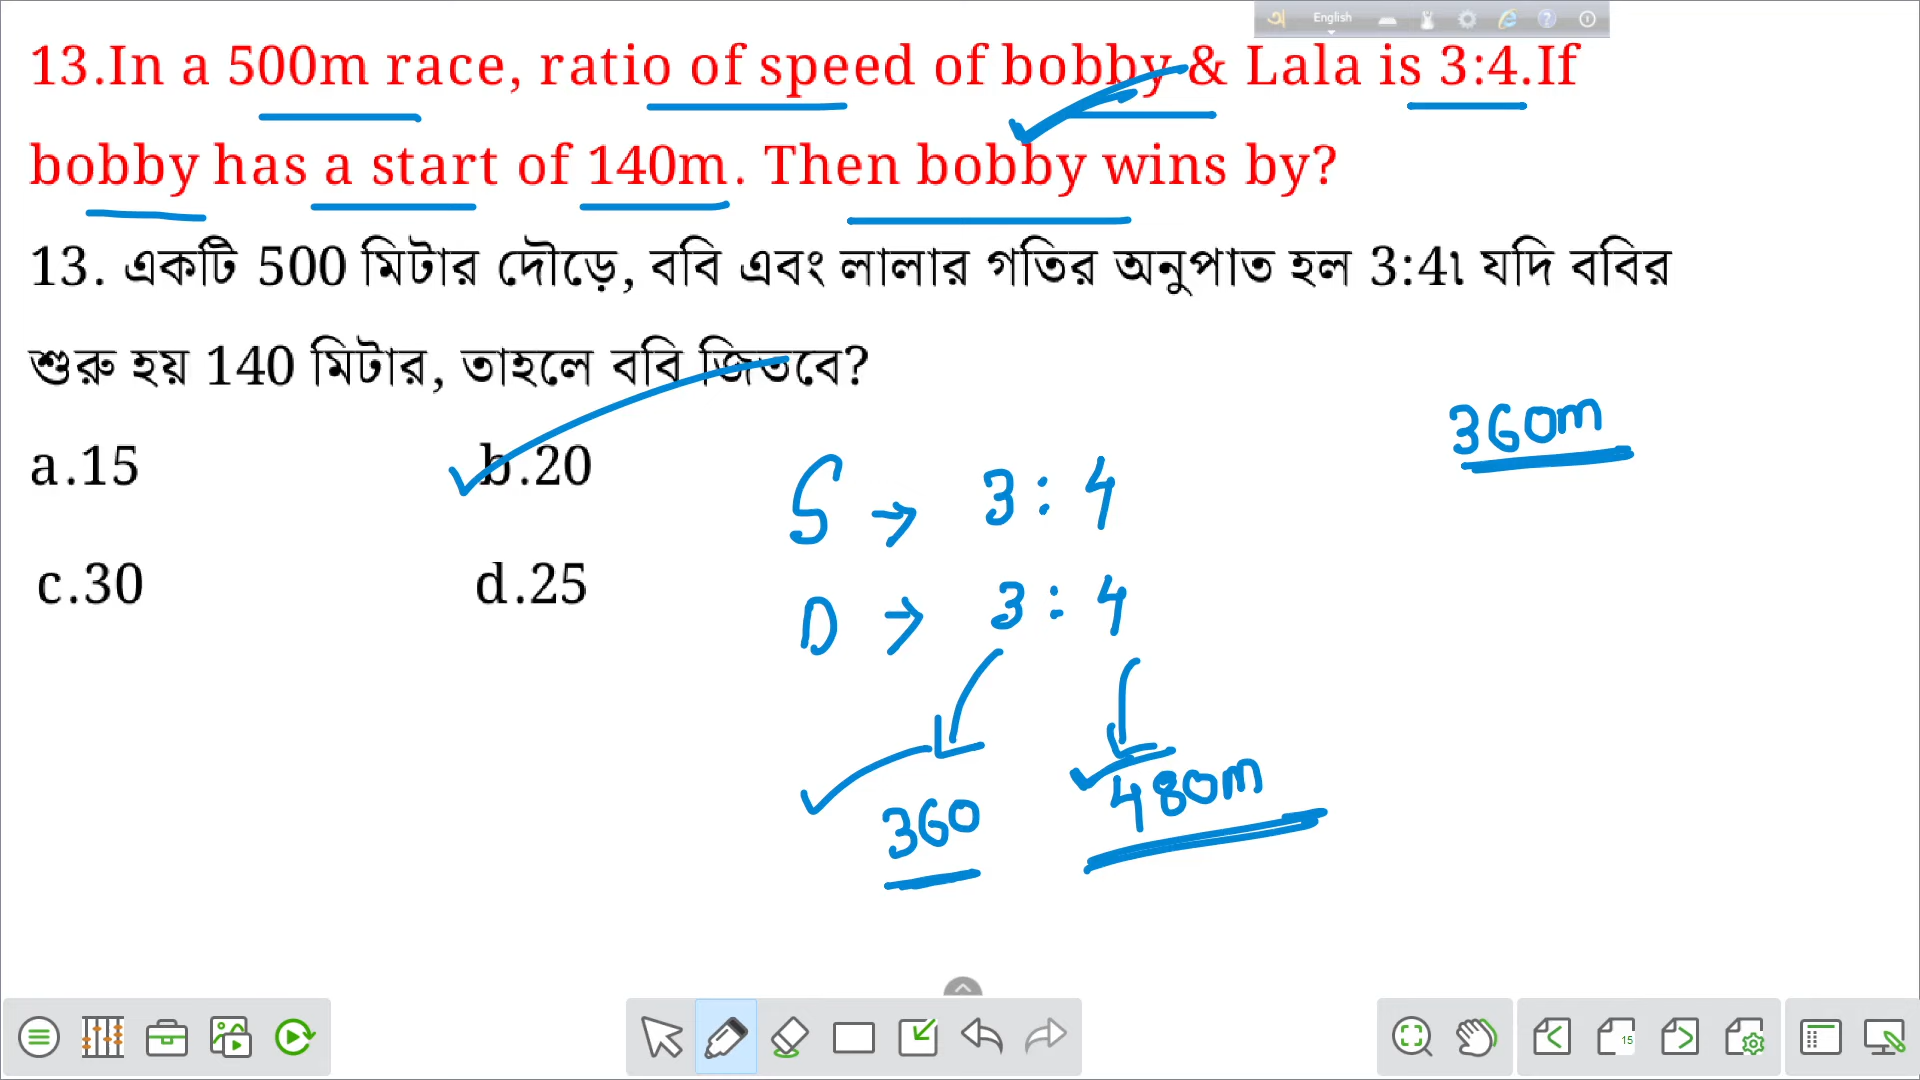 English
13.In a 500m race, ratio of speed of bobby & Lala is 3:4.If
bobby has a start of 140m. Then bobby wins by?
13. একটি 500 মিটার দৌড়ে, ববি এবং লালার গতির অনুপাত হল 3:4। যদি ববির
শুরু হয় 140 মিটার, তাহলে ববি জিতবে?
360m
a.15 b.20
S → 3 : 4
c.30 d.25
D → 3 : 4
360 480m
15